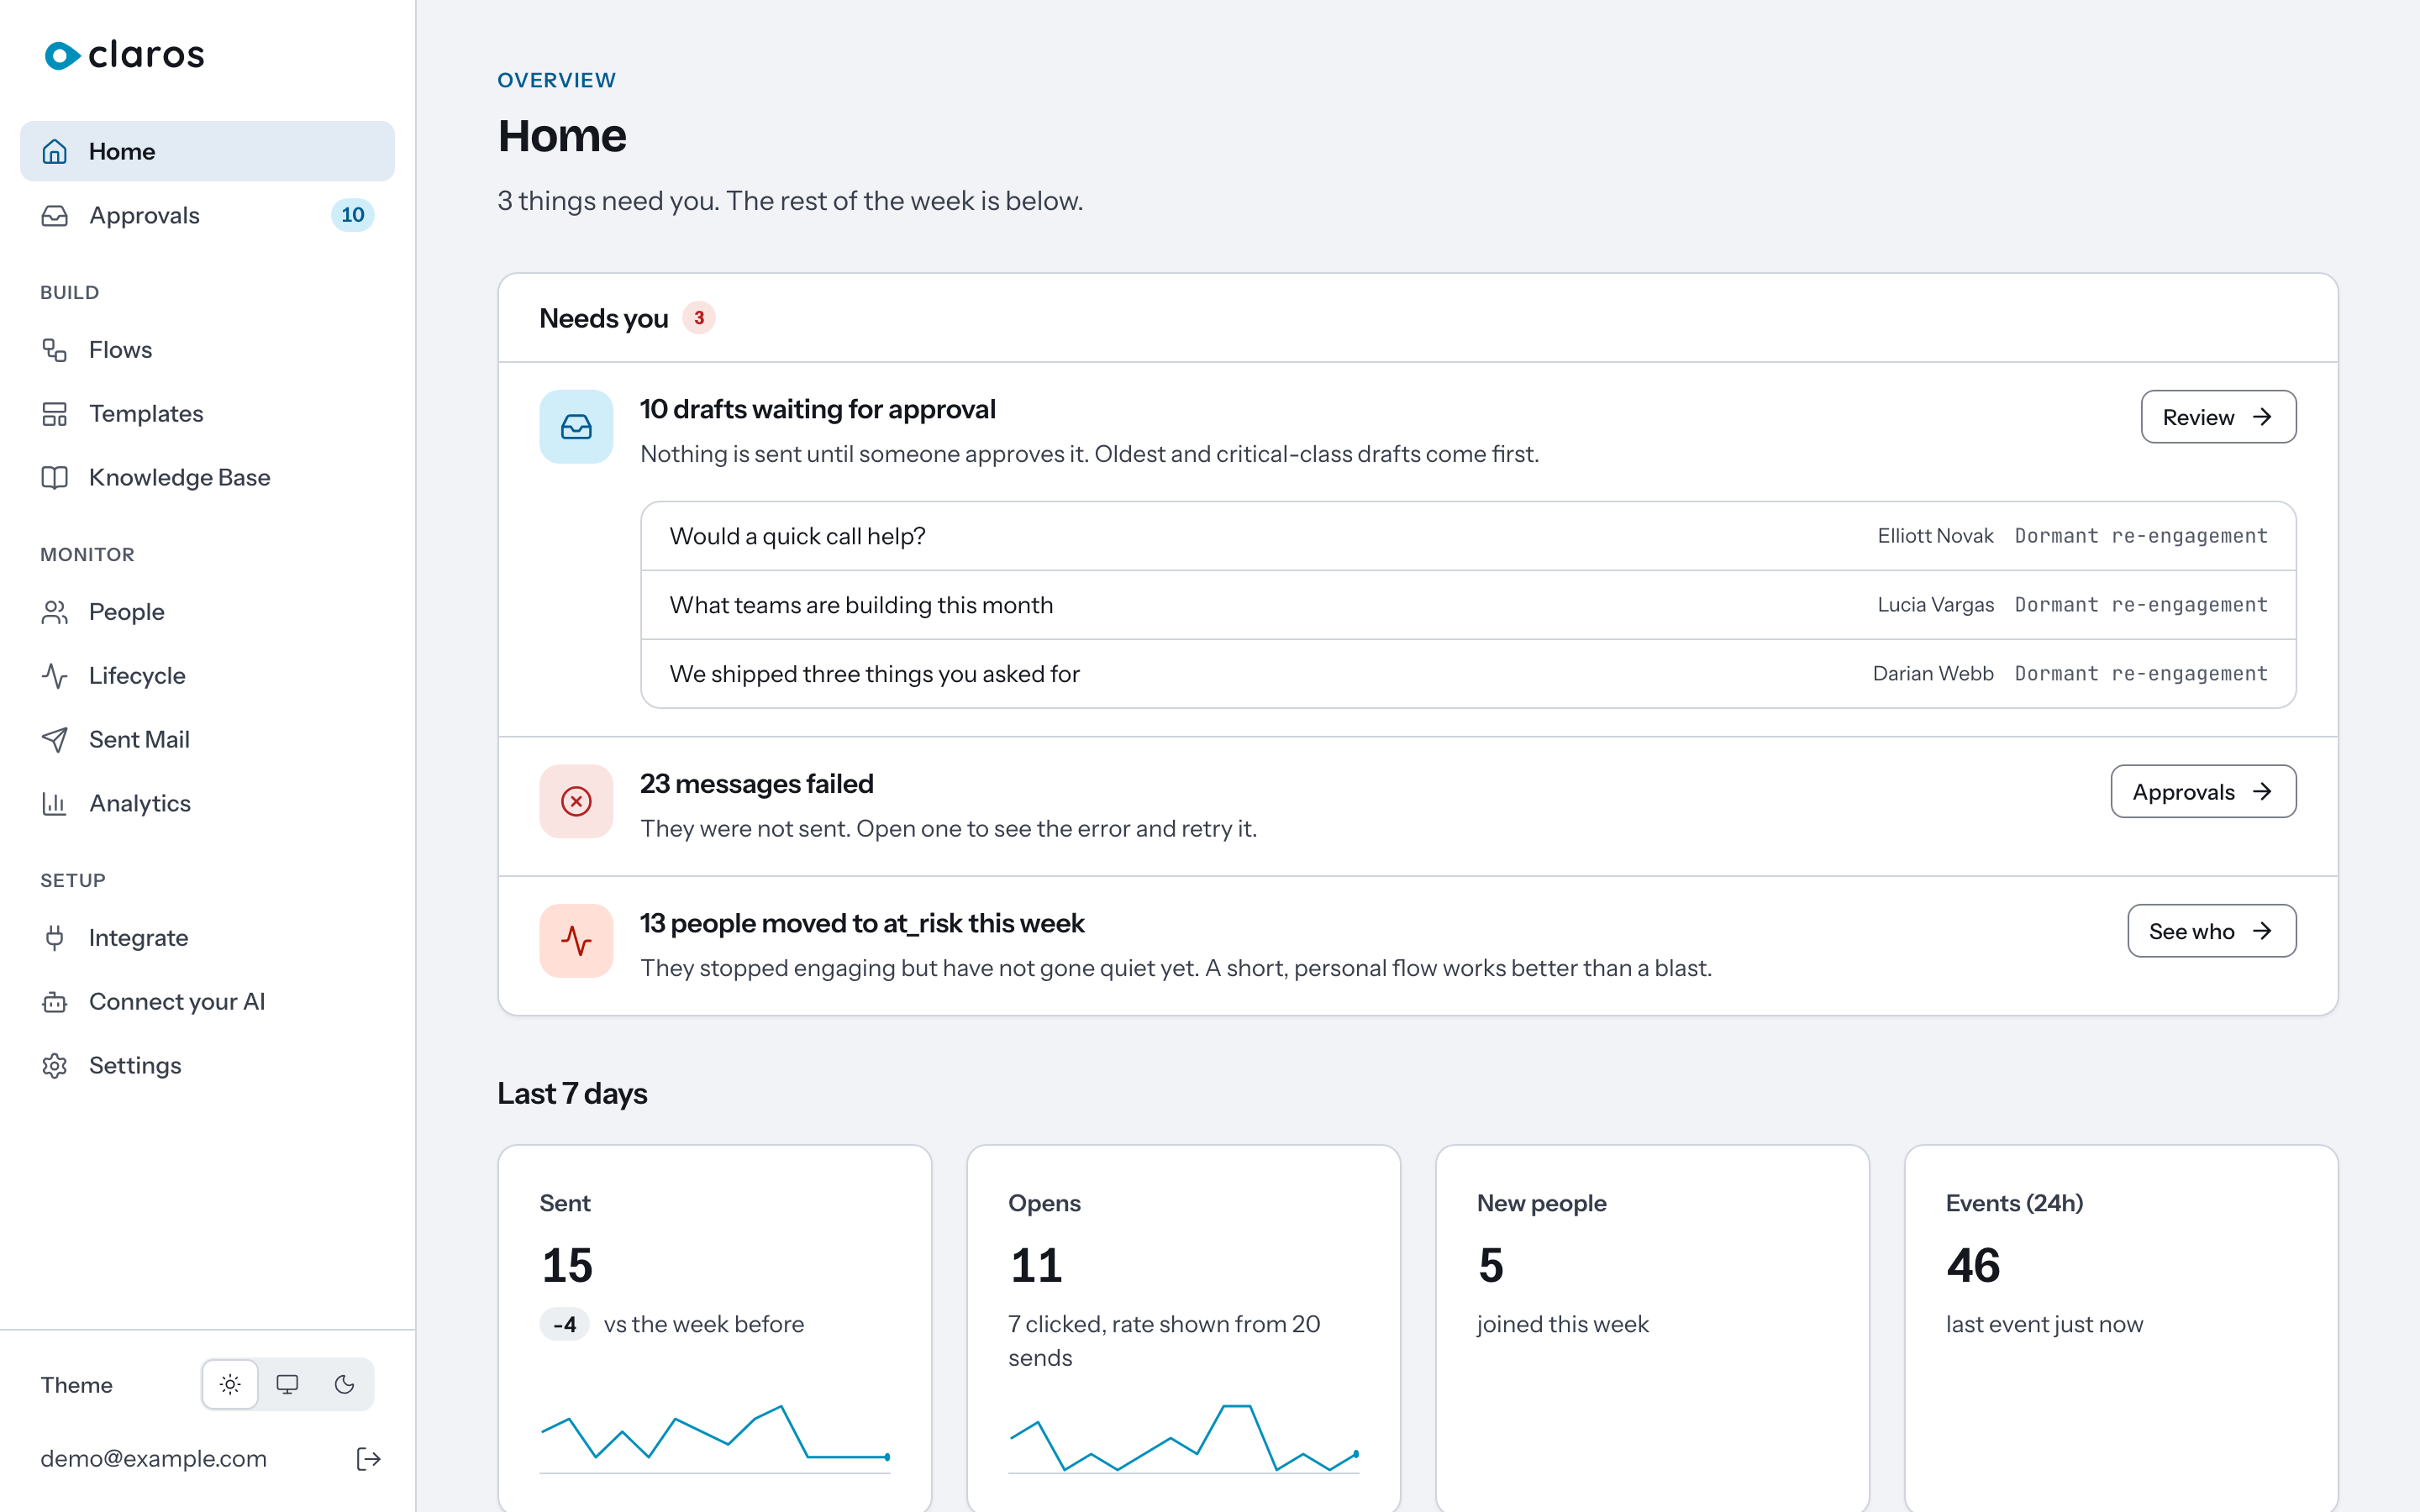 claros
Home
Approvals 10
BUILD
Flows
Templates
Knowledge Base
MONITOR
People
Lifecycle
Sent Mail
Analytics
SETUP
Integrate
Connect your AI
Settings
Theme
demo@example.com
OVERVIEW
Home
3 things need you. The rest of the week is below.
Needs you 3
10 drafts waiting for approval
Review
Nothing is sent until someone approves it. Oldest and critical-class drafts come first.
Would a quick call help? Elliott Novak Dormant re-engagement
What teams are building this month Lucia Vargas Dormant re-engagement
We shipped three things you asked for Darian Webb Dormant re-engagement
23 messages failed
Approvals
They were not sent. Open one to see the error and retry it.
13 people moved to at_risk this week
See who
They stopped engaging but have not gone quiet yet. A short, personal flow works better than a blast.
Last 7 days
Sent
15
-4 vs the week before
Opens
11
7 clicked, rate shown from 20
sends
New people
5
joined this week
Events (24h)
46
last event just now